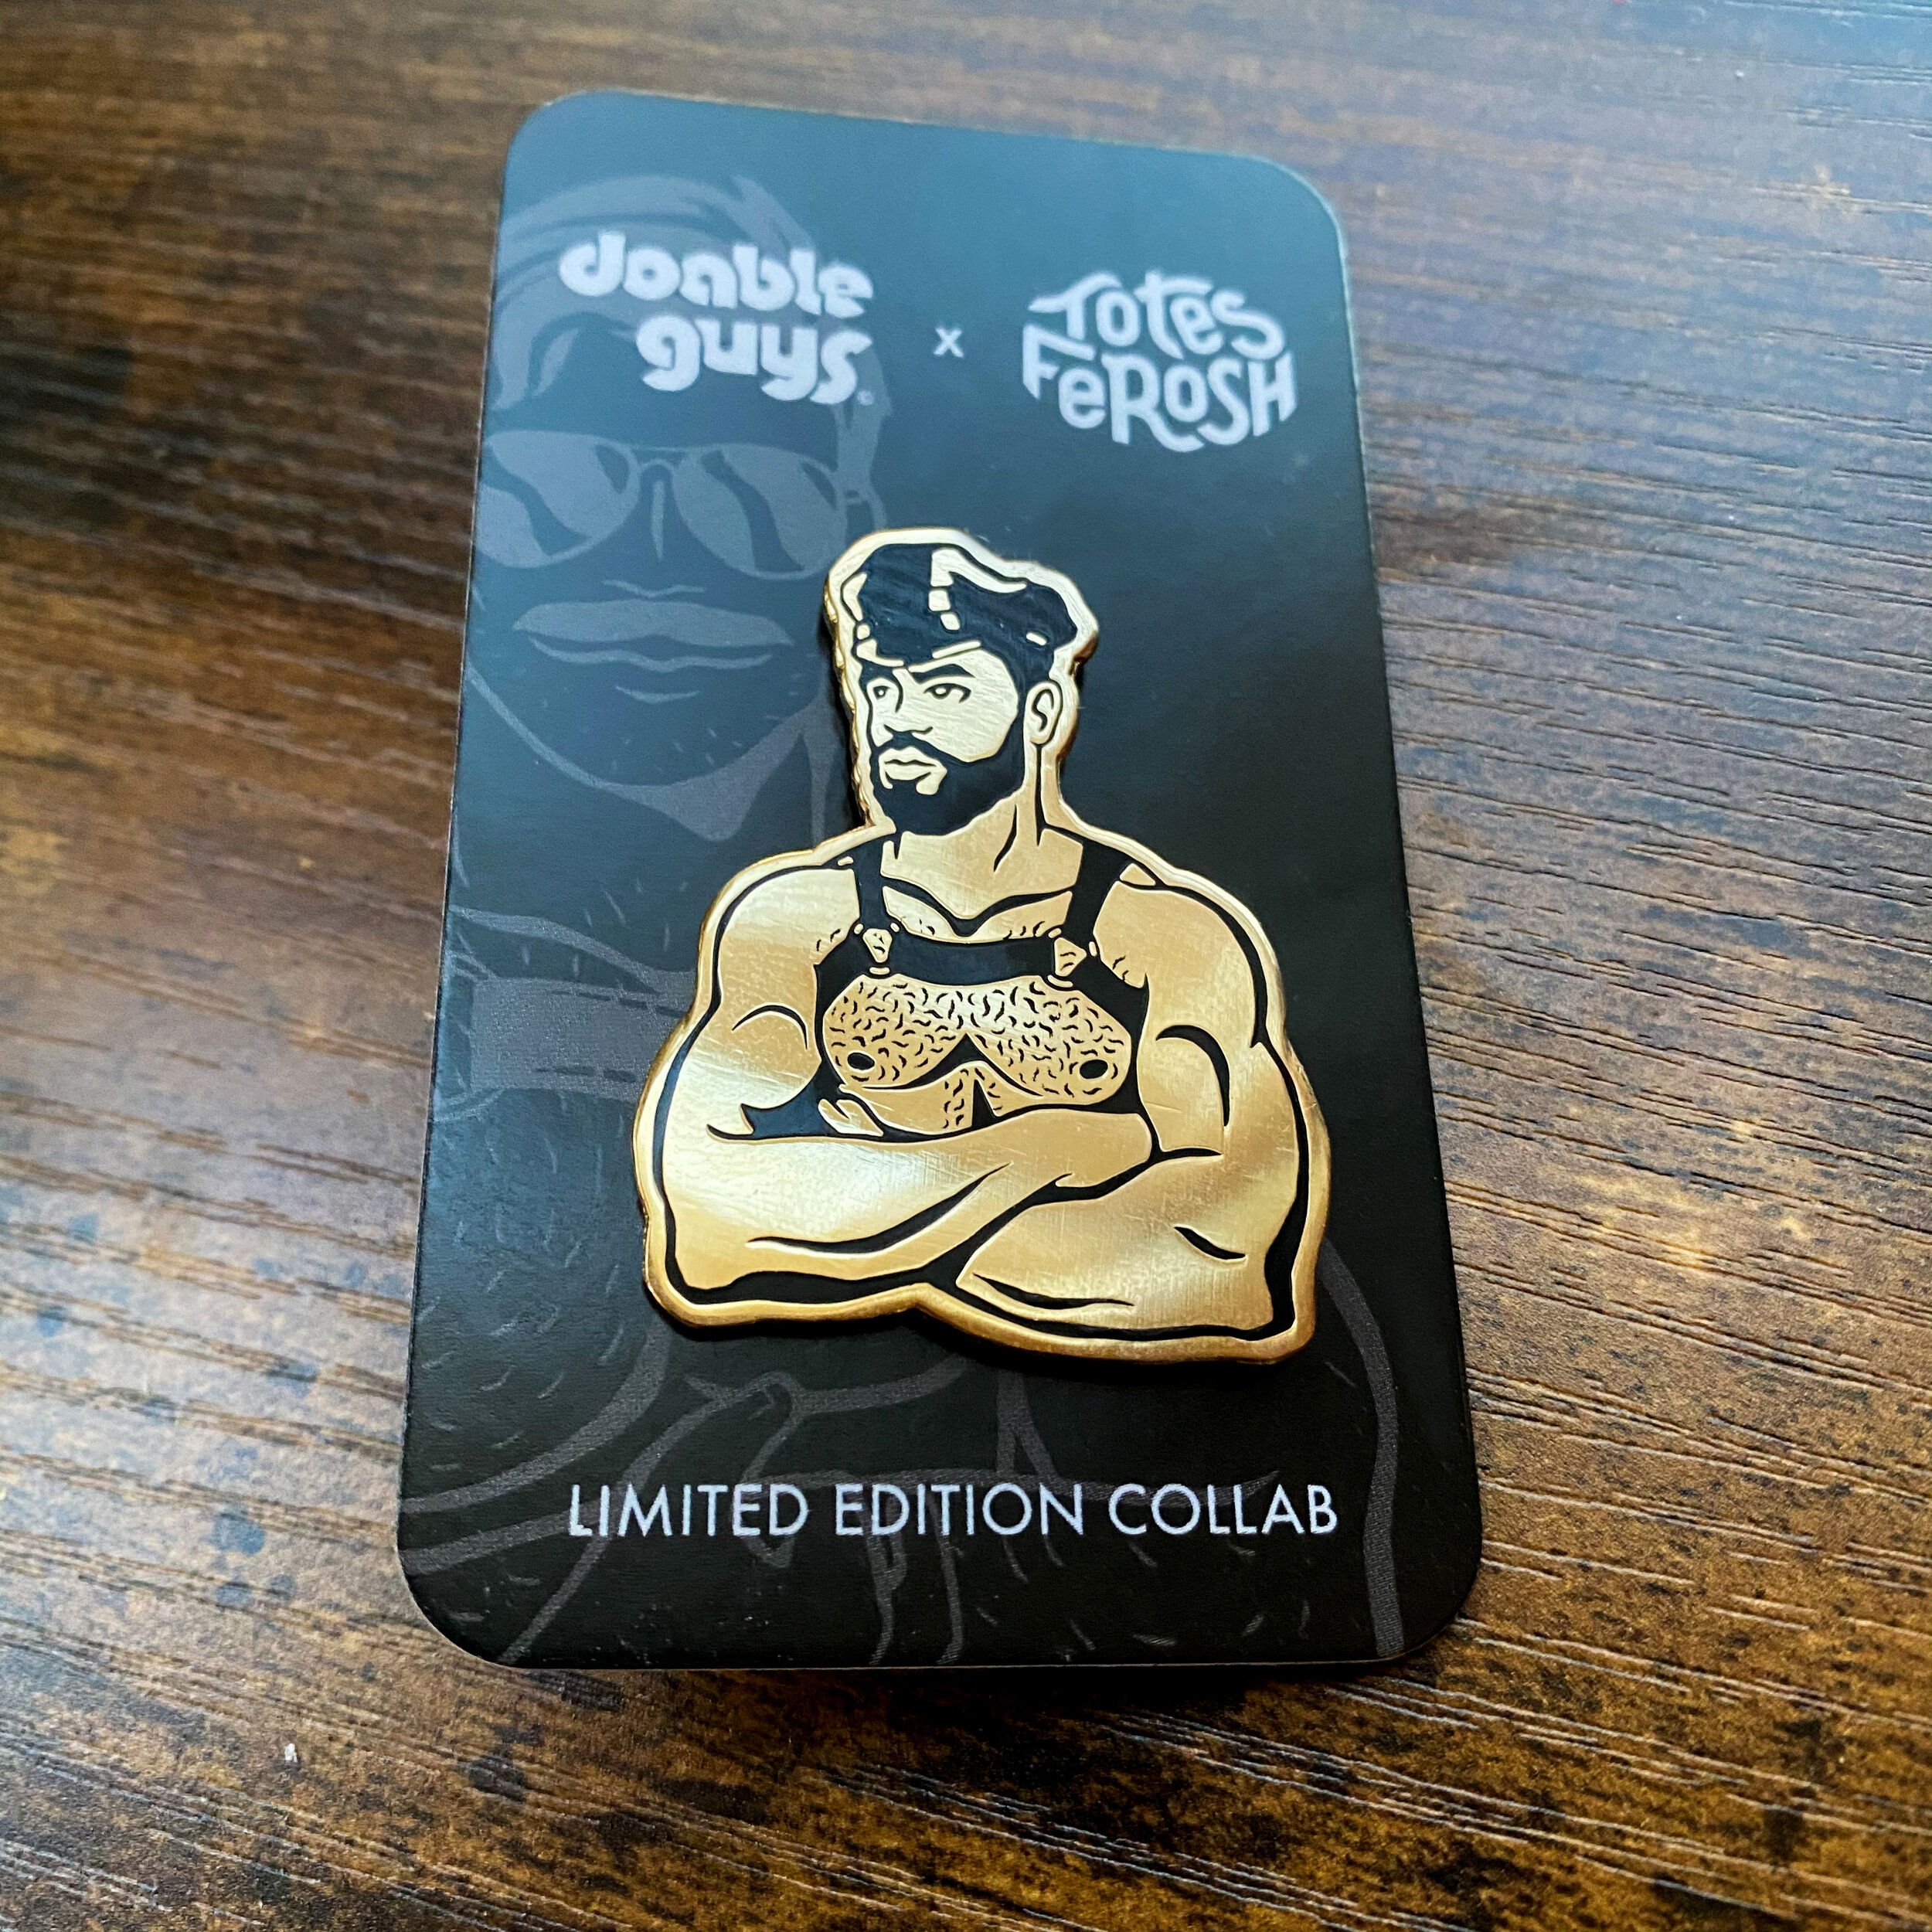 doable
guys.
x
Totes
FeRosH
LIMITED EDITION COLLAB